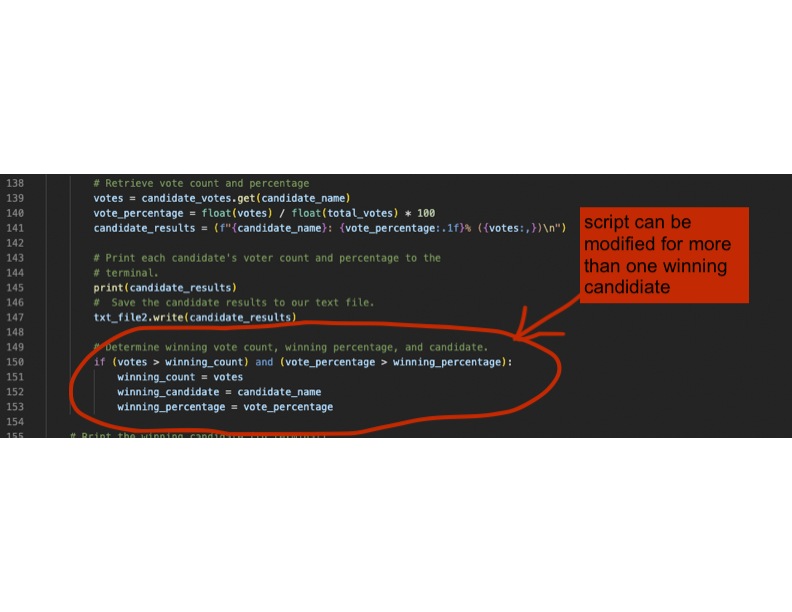 138 # Retrieve vote count and percentage
139 votes = candidate_votes.get(candidate_name)
140 vote_percentage = float(votes) / float(total_votes) * 100
141 candidate_results = (f"{candidate_name}: {vote_percentage:.1f}% ({votes:,})\n")
142
143 # Print each candidate's voter count and percentage to the
144 # terminal.
145 print(candidate_results)
146 #  Save the candidate results to our text file.
147 txt_file2.write(candidate_results)
148
149 # Determine winning vote count, winning percentage, and candidate.
150 if (votes > winning_count) and (vote_percentage > winning_percentage):
151 winning_count = votes
152 winning_candidate = candidate_name
153 winning_percentage = vote_percentage
154
155 # Print the winning candidate
script can be
modified for more
than one winning
candidiate